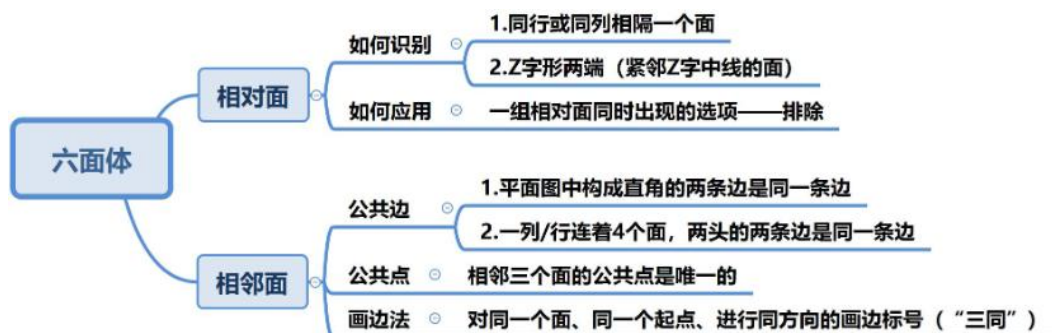 六面体
相对面
如何识别
1.同行或同列相隔一个面
2.Z字形两端（紧邻Z字中线的面）
如何应用
一组相对面同时出现的选项——排除
相邻面
公共边
1.平面图中构成直角的两条边是同一条边
2.一列/行连着4个面，两头的两条边是同一条边
公共点
相邻三个面的公共点是唯一的
画边法
对同一个面、同一个起点、进行同方向的画边标号（“三同”）